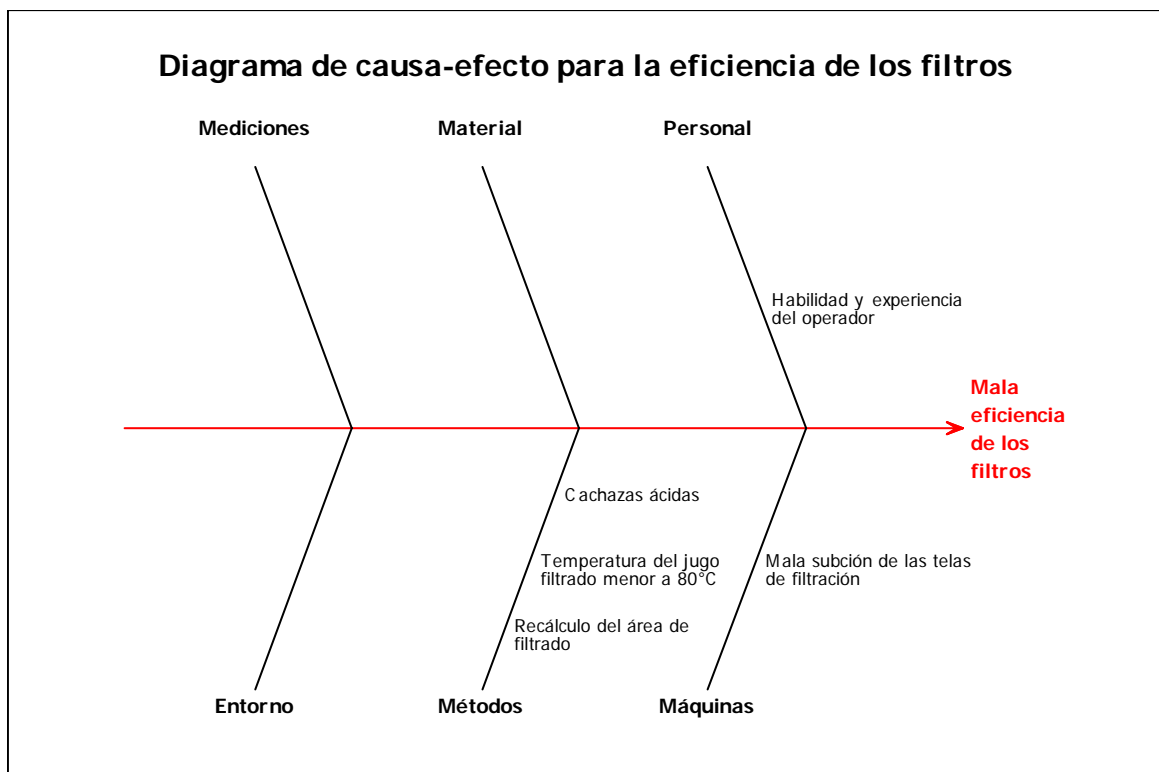 Diagrama de causa-efecto para la eficiencia de los filtros
Mediciones
Material
Personal
Habilidad y experiencia
del operador
Mala
eficiencia
de los
filtros
Cachazas ácidas
Temperatura del jugo
filtrado menor a 80°C
Mala subción de las telas
de filtración
Recálculo del área de
filtrado
Entorno
Métodos
Máquinas